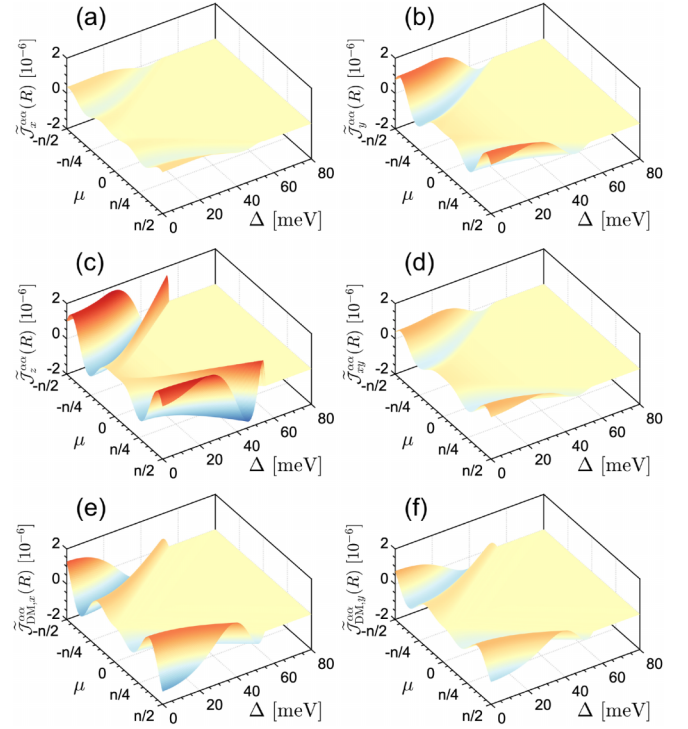 (a)
(b)
2
0
-2
-n/2
-n/4
0
n/4
n/2
μ
0
20
40
60
80
Δ [meV]
𝒥̃ₓ^{αα}(R) [10⁻⁶]
2
0
-2
-n/2
-n/4
0
n/4
n/2
μ
0
20
40
60
80
Δ [meV]
𝒥̃_y^{αα}(R) [10⁻⁶]
(c)
(d)
2
0
-2
-n/2
-n/4
0
n/4
n/2
μ
0
20
40
60
80
Δ [meV]
𝒥̃_z^{αα}(R) [10⁻⁶]
2
0
-2
-n/2
-n/4
0
n/4
n/2
μ
0
20
40
60
80
Δ [meV]
𝒥̃_{xy}^{αα}(R) [10⁻⁶]
(e)
(f)
2
0
-2
-n/2
-n/4
0
n/4
n/2
μ
0
20
40
60
80
Δ [meV]
𝒥̃_{DM,x}^{αα}(R) [10⁻⁶]
2
0
-2
-n/2
-n/4
0
n/4
n/2
μ
0
20
40
60
80
Δ [meV]
𝒥̃_{DM,y}^{αα}(R) [10⁻⁶]